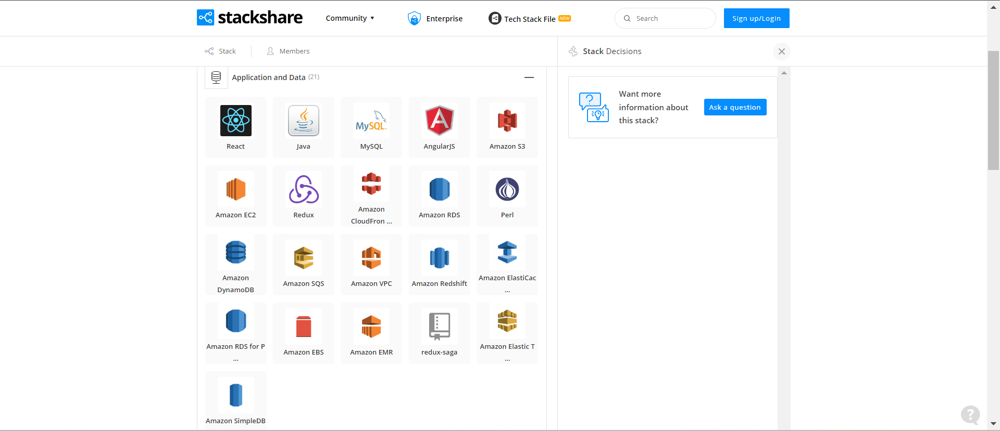 stackshare
Community
Enterprise
Tech Stack File NEW
Search
Sign up/Login
Stack
Members
Stack Decisions
Application and Data (21)
Want more
information about
this stack?
Ask a question
React
Java
MySQL
MySQL
AngularJS
Amazon S3
Amazon EC2
Redux
Amazon
CloudFron ...
Amazon RDS
Perl
Amazon
DynamoDB
Amazon SQS
Amazon VPC
Amazon Redshift
Amazon ElastiCac
...
Amazon RDS for P
...
Amazon EBS
Amazon EMR
redux-saga
Amazon Elastic T
...
Amazon SimpleDB